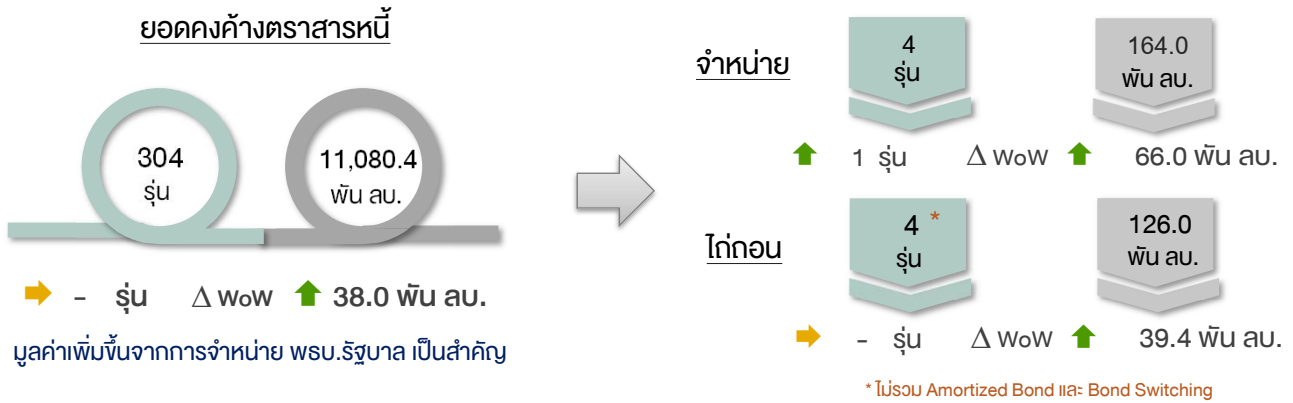 ยอดคงค้างตราสารหนี้
304
รุ่น
11,080.4
พัน ลบ.
- รุ่น Δ WoW 38.0 พัน ลบ.
มูลค่าเพิ่มขึ้นจากการจำหน่าย พธบ.รัฐบาล เป็นสำคัญ
จำหน่าย
4
รุ่น
164.0
พัน ลบ.
1 รุ่น Δ WoW 66.0 พัน ลบ.
ไถ่ถอน
4 *
รุ่น
126.0
พัน ลบ.
- รุ่น Δ WoW 39.4 พัน ลบ.
* ไม่รวม Amortized Bond และ Bond Switching